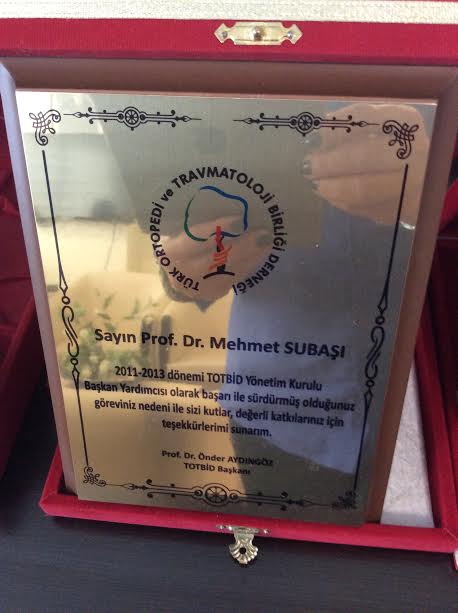 TÜRK ORTOPEDİ ve TRAVMATOLOJİ BİRLİĞİ DERNEĞİ
Sayın Prof. Dr. Mehmet SUBAŞI
2011-2013 dönemi TOTBİD Yönetim Kurulu
Başkan Yardımcısı olarak başarı ile sürdürmüş olduğunuz
göreviniz nedeni ile sizi kutlar, değerli katkılarınız için
teşekkürlerimi sunarım.
Prof. Dr. Önder AYDINGÖZ
TOTBİD Başkanı